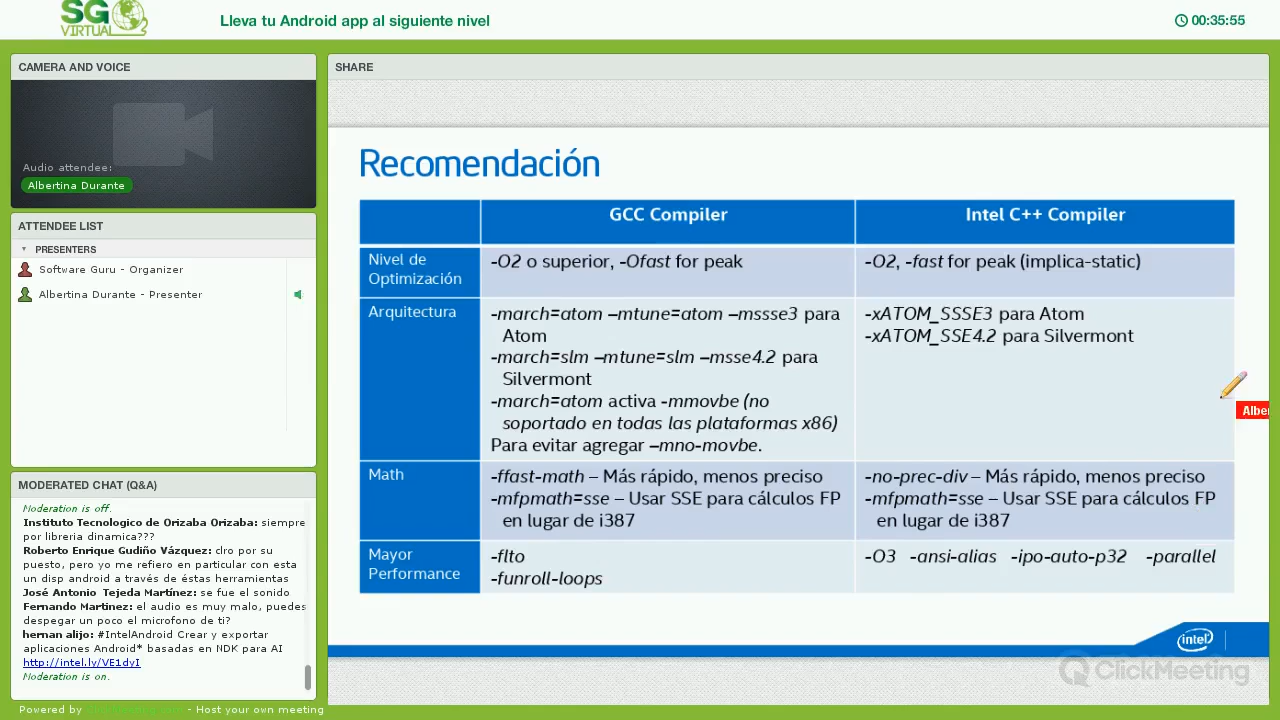 SG
VIRTUAL
Lleva tu Android app al siguiente nivel
00:35:55
CAMERA AND VOICE
Audio attendee:
Albertina Durante
ATTENDEE LIST
PRESENTERS
Software Guru - Organizer
Albertina Durante - Presenter
MODERATED CHAT (Q&A)
Moderation is off.
Instituto Tecnologico de Orizaba Orizaba: siempre
por libreria dinamica???
Roberto Enrique Gudiño Vázquez: clro por su
puesto, pero yo me refiero en particular con esta
un disp android a través de éstas herramientas
José Antonio Tejeda Martínez: se fue el sonido
Fernando Martinez: el audio es muy malo, puedes
despegar un poco el microfono de ti?
hernan alijo: #IntelAndroid Crear y exportar
aplicaciones Android* basadas en NDK para AI
http://intel.ly/VE1dyI
Moderation is on.
Powered by ClickMeeting.com - Host your own meeting
SHARE
Recomendación
GCC Compiler
Intel C++ Compiler
Nivel de
Optimización
-O2 o superior, -Ofast for peak
-O2, -fast for peak (implica-static)
Arquitectura
-march=atom –mtune=atom –mssse3 para
Atom
-march=slm –mtune=slm –msse4.2 para
Silvermont
-march=atom activa -mmovbe (no
soportado en todas las plataformas x86)
Para evitar agregar –mno-movbe.
-xATOM_SSSE3 para Atom
-xATOM_SSE4.2 para Silvermont
Math
-ffast-math – Más rápido, menos preciso
-mfpmath=sse – Usar SSE para cálculos FP
en lugar de i387
-no-prec-div – Más rápido, menos preciso
-mfpmath=sse – Usar SSE para cálculos FP
en lugar de i387
Mayor
Performance
-flto
-funroll-loops
-O3 -ansi-alias -ipo-auto-p32 -parallel
Alber
intel
ClickMeeting